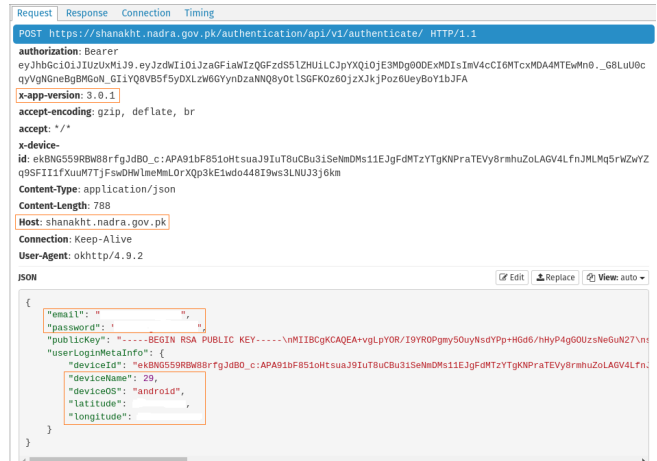 Request Response Connection Timing
POST https://shanakht.nadra.gov.pk/authentication/api/v1/authenticate/ HTTP/1.1
authorization: Bearer
eyJhbGciOiJIUzUxMiJ9.eyJzdWIiOiJzaGFiaWIzQGFzdS5lZHUiLCJpYXQiOjE3MDg0ODExMDIsImV4cCI6MTcxMDA4MTEwMn0._G8LuU0c
qyVgNGneBgBMGoN_GIiYQ8VB5f5yDXLzW6GYynDzaNNQ8yOtlSGFKOz6OjzXJkjPoz6UeyBoY1bJFA
x-app-version: 3.0.1
accept-encoding: gzip, deflate, br
accept: */*
x-device-
id: ekBNG559RBW88rfgJdBO_c:APA91bF851oHtsuaJ9IuT8uCBu3iSeNmDMs11EJgFdMTzYTgKNPraTEVy8rmhuZoLAGV4LfnJMLMq5rWZwYZ
q9SFII1fXuuM7TjFswDHWlmeMmLOrXQp3kE1wdo448I9ws3LNUJ3j6km
Content-Type: application/json
Content-Length: 788
Host: shanakht.nadra.gov.pk
Connection: Keep-Alive
User-Agent: okhttp/4.9.2
JSON Edit Replace View: auto
{
"email": " ",
"password": " ",
"publicKey": "-----BEGIN RSA PUBLIC KEY-----\nMIIBCgKCAQEA+vgLpYOR/I9YROPgmy5OuyNsdYPp+HGd6/hHyP4gGOUzsNeGuN27\ns
"userLoginMetaInfo": {
"deviceId": "ekBNG559RBW88rfgJdBO_c:APA91bF851oHtsuaJ9IuT8uCBu3iSeNmDMs11EJgFdMTzYTgKNPraTEVy8rmhuZoLAGV4LfnJ
"deviceName": 29,
"deviceOS": "android",
"latitude": ,
"longitude":
}
}